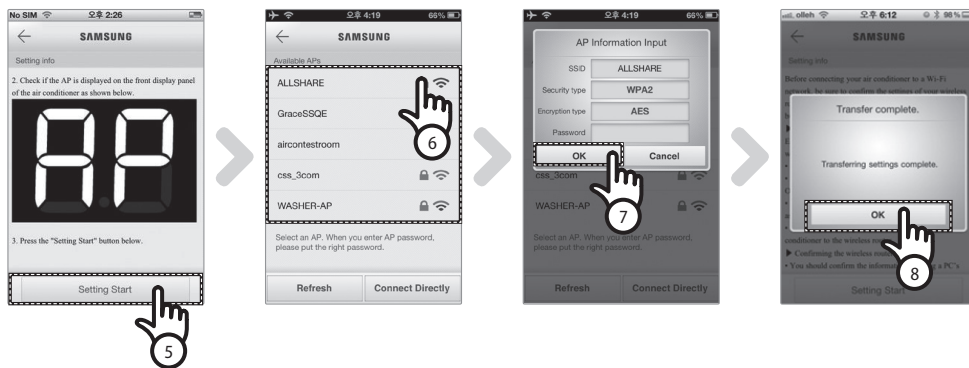 No SIM 오후 2:26
SAMSUNG
Setting info
2. Check if the AP is displayed on the front display panel
of the air conditioner as shown below.
AP
3. Press the "Setting Start" button below.
Setting Start
5
오후 4:19 66%
SAMSUNG
Available APs
ALLSHARE
GraceSSQE
aircontestroom
css_3com
WASHER-AP
6
Select an AP. When you enter AP password,
please put the right password.
Refresh Connect Directly
오후 4:19 66%
AP Information Input
SSID ALLSHARE
Security type WPA2
Encryption type AES
Password
OK Cancel
css_3com
WASHER-AP
7
Select an AP. When you enter AP password,
please put the right password.
Refresh Connect Directly
olleh 오후 6:12 98%
SAMSUNG
Setting info
Before connecting your air conditioner to a Wi-Fi
network, be sure to confirm the settings of your wireless
Transfer complete.
Transferring settings complete.
OK
conditioner to the wireless
▶ Confirming the wireless
• You should confirm the a PC's
Setting Start
8